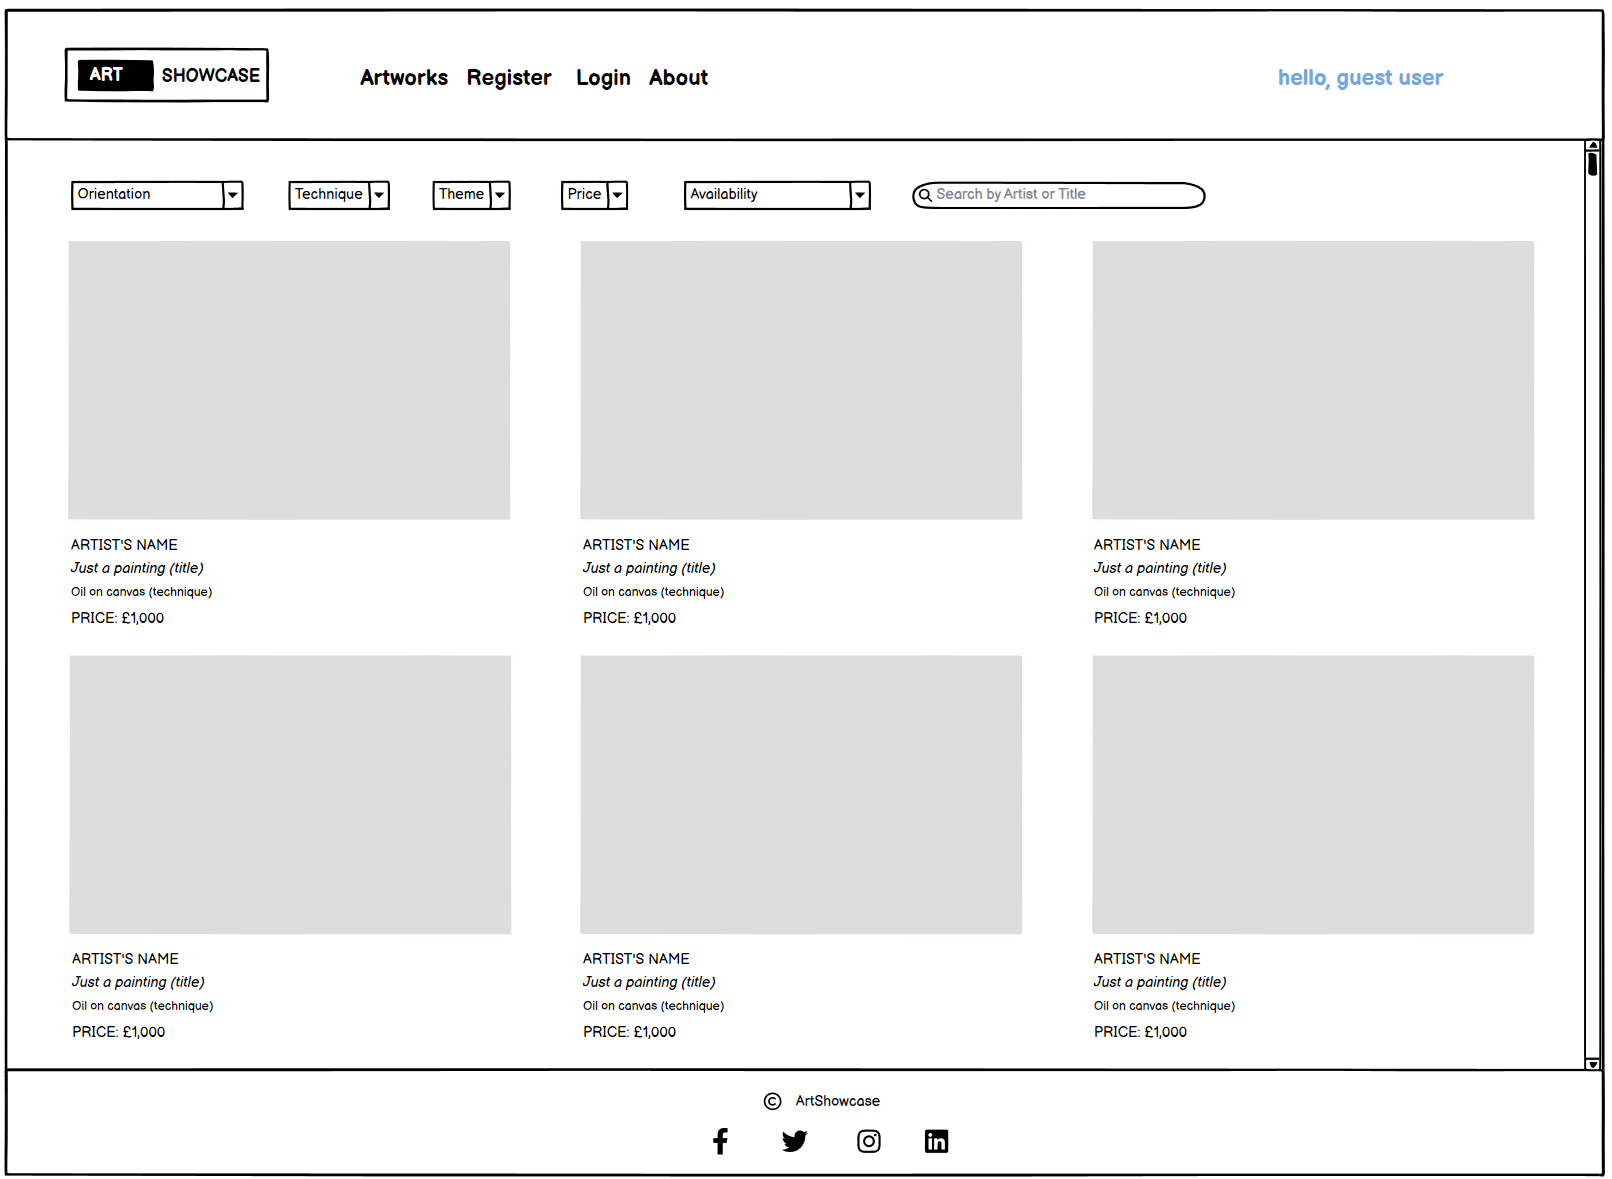 ART SHOWCASE
Artworks Register Login About
hello, guest user
Orientation Technique Theme Price Availability Search by Artist or Title
ARTIST'S NAME
Just a painting (title)
Oil on canvas (technique)
PRICE: £1,000
ARTIST'S NAME
Just a painting (title)
Oil on canvas (technique)
PRICE: £1,000
ARTIST'S NAME
Just a painting (title)
Oil on canvas (technique)
PRICE: £1,000
ARTIST'S NAME
Just a painting (title)
Oil on canvas (technique)
PRICE: £1,000
ARTIST'S NAME
Just a painting (title)
Oil on canvas (technique)
PRICE: £1,000
ARTIST'S NAME
Just a painting (title)
Oil on canvas (technique)
PRICE: £1,000
© ArtShowcase